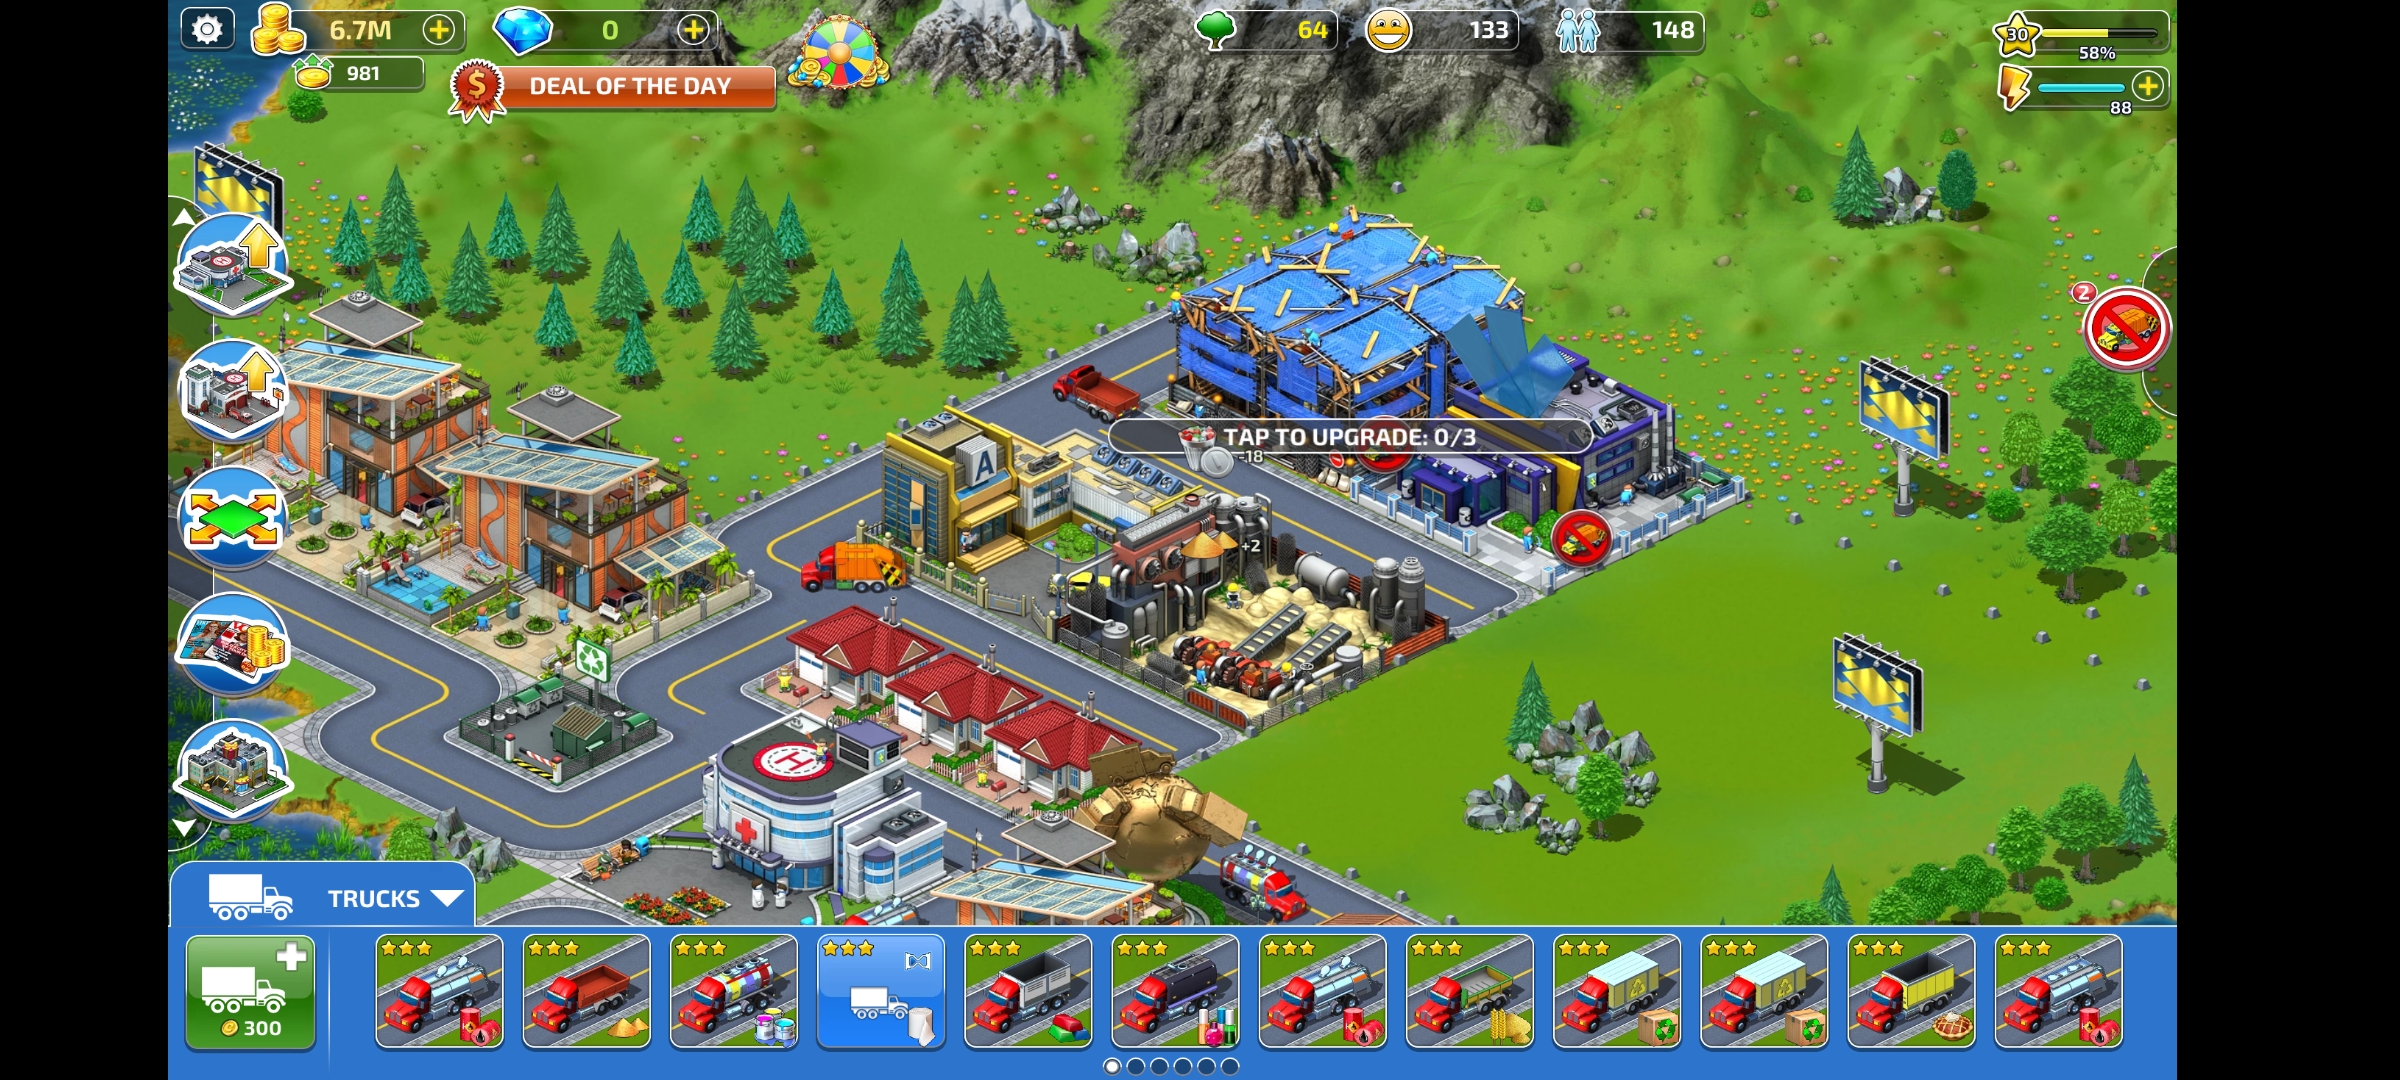 6.7M
0
64
133
148
30
58%
981
DEAL OF THE DAY
88
2
TAP TO UPGRADE: 0/3
-18
A
+2
H
TRUCKS
300